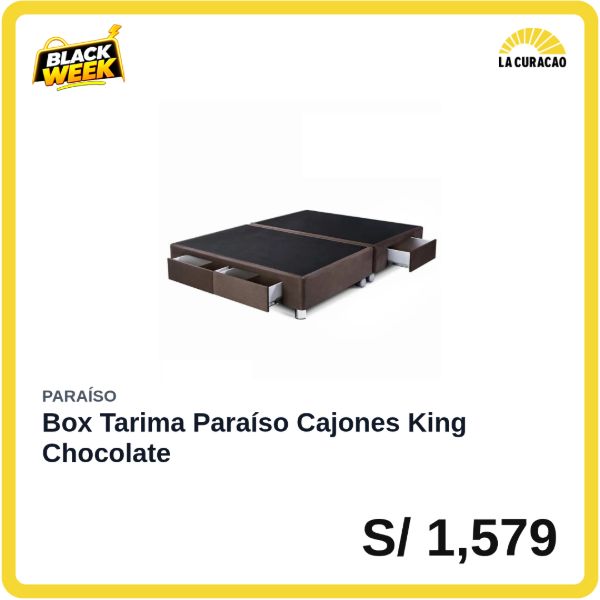 BLACK
WEEK
LA CURACAO
PARAÍSO
Box Tarima Paraíso Cajones King
Chocolate
S/ 1,579